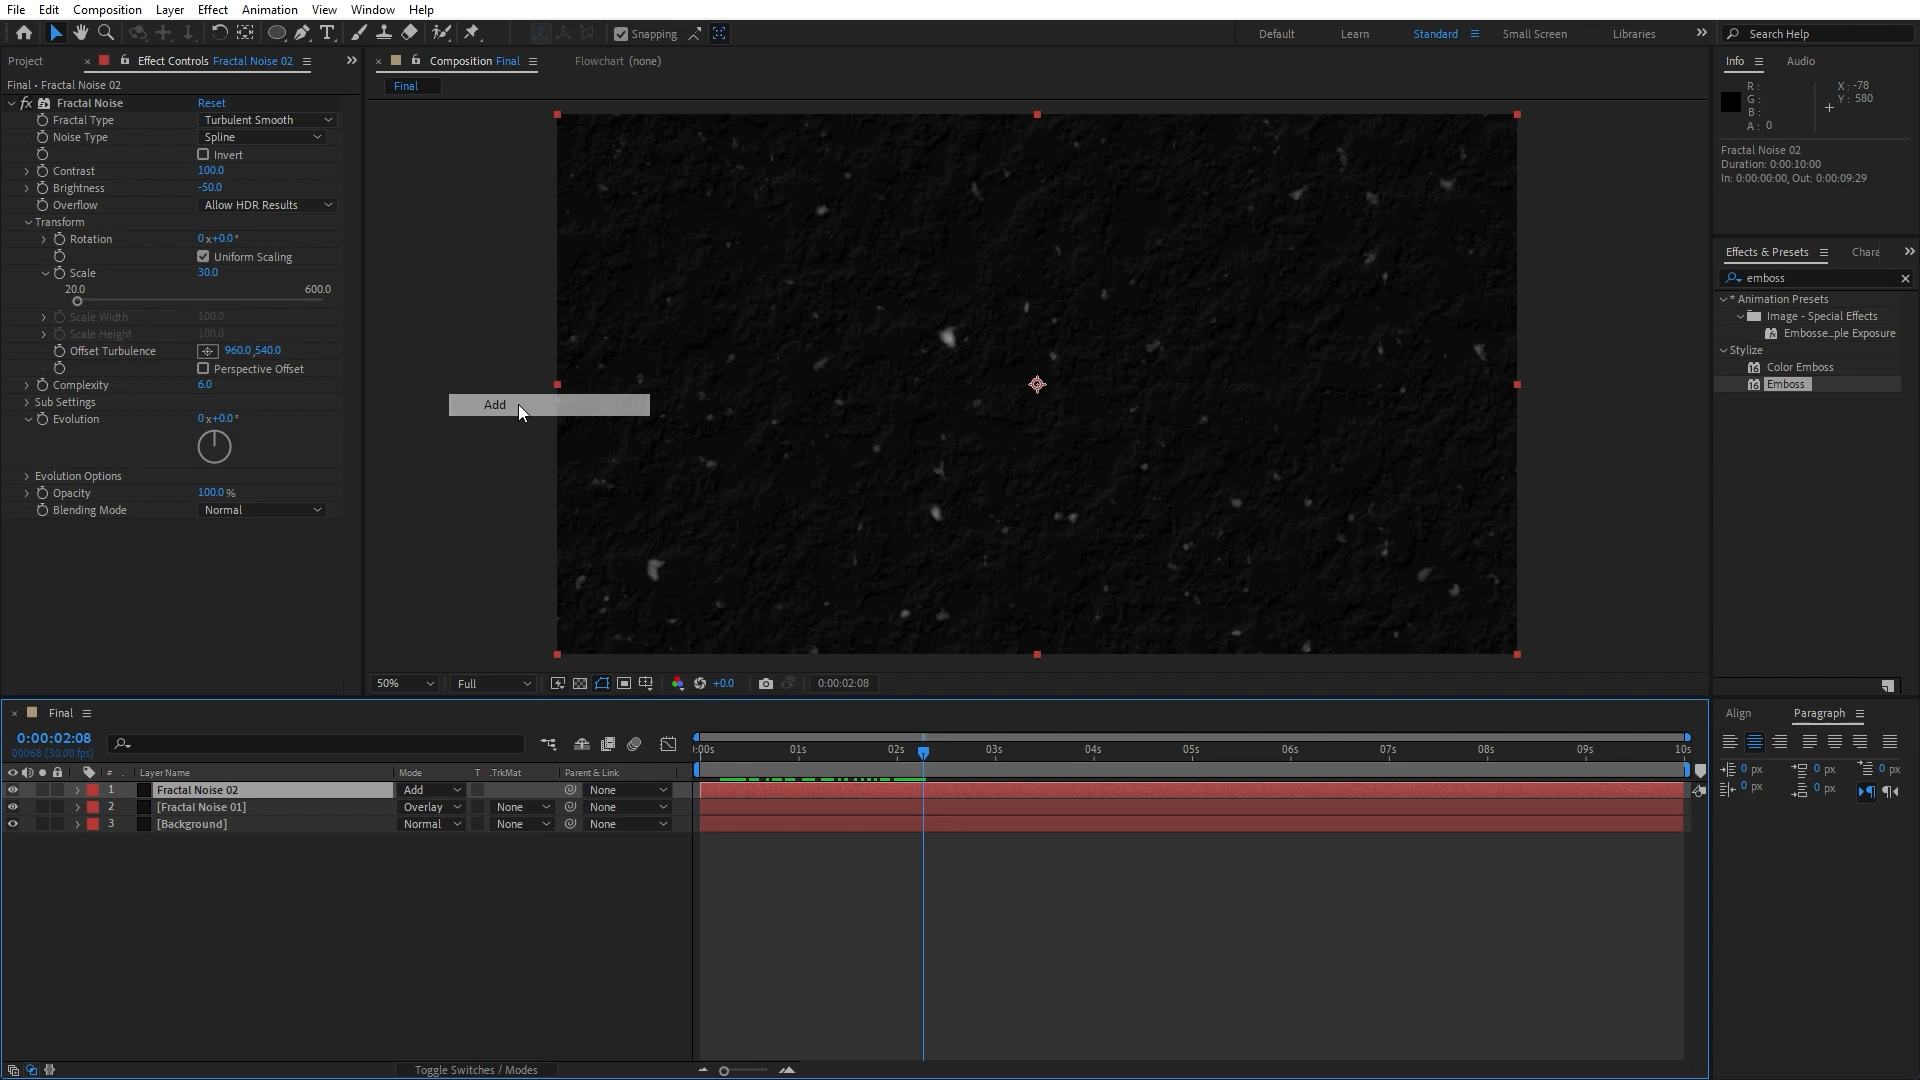 File Edit Composition Layer Effect Animation View Window Help
Snapping Default Learn Standard Small Screen Libraries Search Help
Project Effect Controls Fractal Noise 02 Composition Final Flowchart (none) Info Audio
Final • Fractal Noise 02
Final
Fractal Noise Reset
Fractal Type Turbulent Smooth
Noise Type Spline
Invert
Contrast 100.0
Brightness -50.0
Overflow Allow HDR Results
Transform
Rotation 0x+0.0°
Uniform Scaling
Scale 30.0
20.0 600.0
Scale Width 100.0
Scale Height 100.0
Offset Turbulence 960.0,540.0
Perspective Offset
Complexity 6.0
Sub Settings
Evolution 0x+0.0°
Evolution Options
Opacity 100.0 %
Blending Mode Normal
Add
50% Full +0.0 0:00:02:08
R: X: -78
G: Y: 580
B:
A: 0
Fractal Noise 02
Duration: 0:00:10:00
In: 0:00:00:00, Out: 0:00:09:29
Effects & Presets Chara
emboss
* Animation Presets
Image - Special Effects
Embosse...ple Exposure
Stylize
Color Emboss
Emboss
Final
0:00:02:08
00068 (30.00 fps)
):00s 01s 02s 03s 04s 05s 06s 07s 08s 09s 10s
# . Layer Name Mode T .TrkMat Parent & Link
1 Fractal Noise 02 Add None
2 [Fractal Noise 01] Overlay None None
3 [Background] Normal None None
Toggle Switches / Modes
Align Paragraph
0 px 0 px 0 px
0 px 0 px